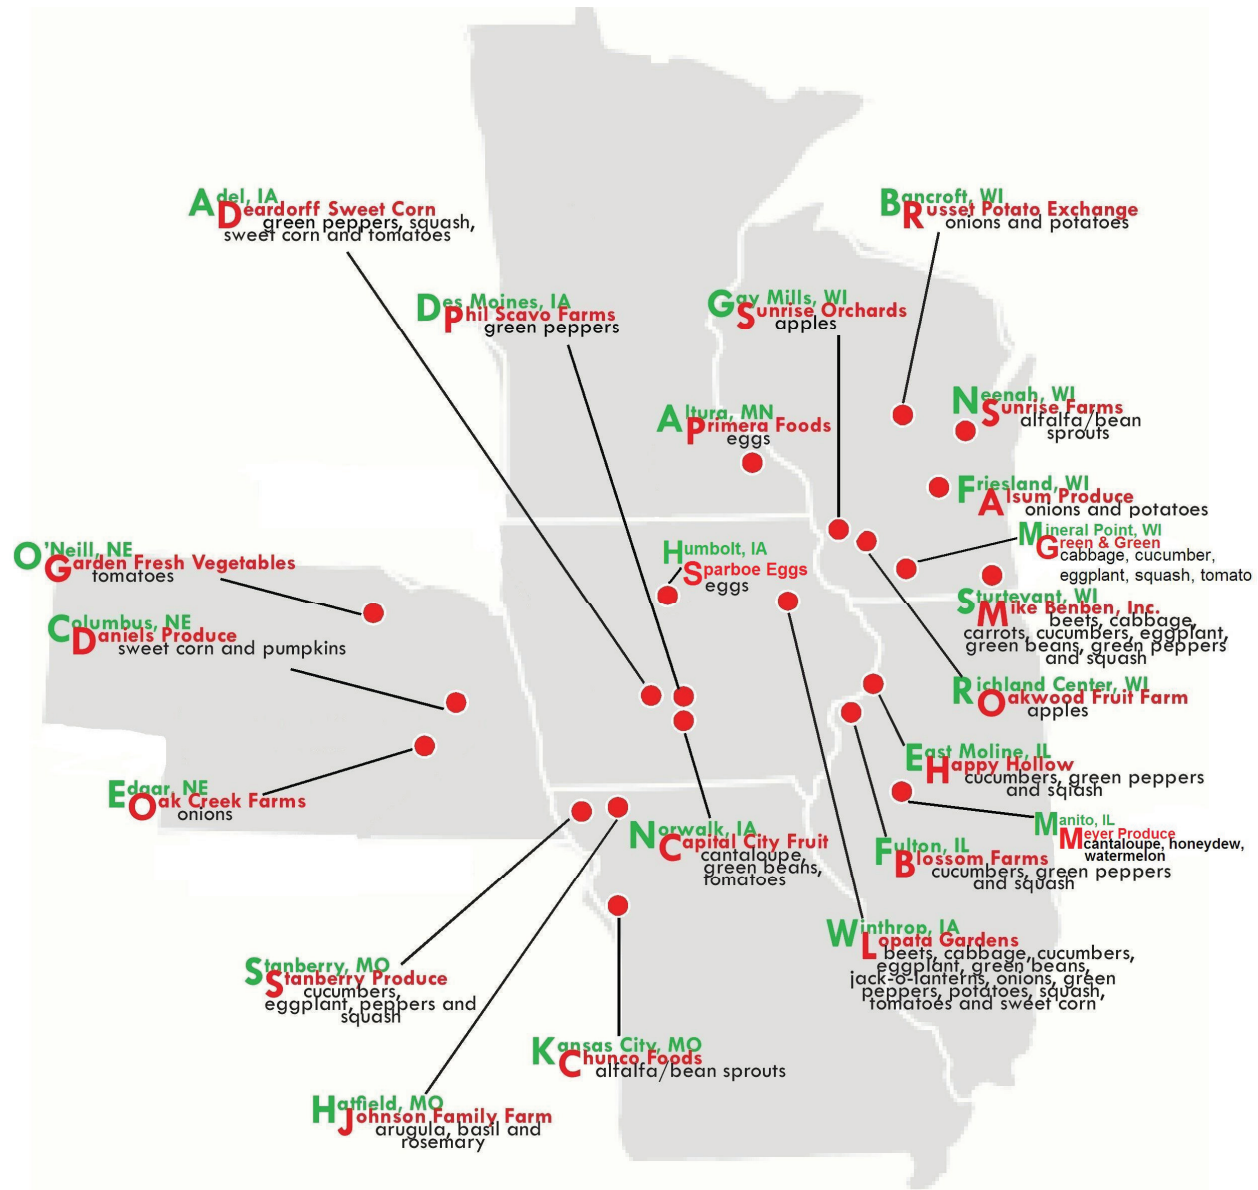 Adel, IA
Deardorff Sweet Corn
green peppers, squash,
sweet corn and tomatoes
Bancroft, WI
Russet Potato Exchange
onions and potatoes
Des Moines, IA
Phil Scavo Farms
green peppers
Gay Mills, WI
Sunrise Orchards
apples
Altura, MN
Primera Foods
eggs
Neenah, WI
Sunrise Farms
alfalfa/bean
sprouts
Friesland, WI
Alsum Produce
onions and potatoes
Mineral Point, WI
Green & Green
cabbage, cucumber,
eggplant, squash, tomato
O'Neill, NE
Garden Fresh Vegetables
tomatoes
Humbolt, IA
Sparboe Eggs
eggs
Sturtevant, WI
Mike Benben, Inc.
beets, cabbage,
carrots, cucumbers, eggplant,
green beans, green peppers
and squash
Columbus, NE
Daniels Produce
sweet corn and pumpkins
Richland Center, WI
Oakwood Fruit Farm
apples
East Moline, IL
Happy Hollow
cucumbers, green peppers
and sqiash
Edgar, NE
Oak Creek Farms
onions
Manito, IL
Meyer Produce
cantaloupe, honeydew,
watermelon
Norwalk, IA
Capital City Fruit
cantaloupe,
green beans,
tomatoes
Fulton, IL
Blossom Farms
cucumbers, green peppers
and squash
Winthrop, IA
Lopata Gardens
beets, cabbage, cucumbers,
eggplant, green beans,
jack-o-lanterns, onions, green
peppers, potatoes, squash,
tomatoes and sweet corn
Stanberry, MO
Stanberry Produce
cucumbers,
eggplant, peppers and
squash
Kansas City, MO
Chunco Foods
alfalfa/bean sprouts
Hatfield, MO
Johnson Family Farm
arugula, basil and
rosemary